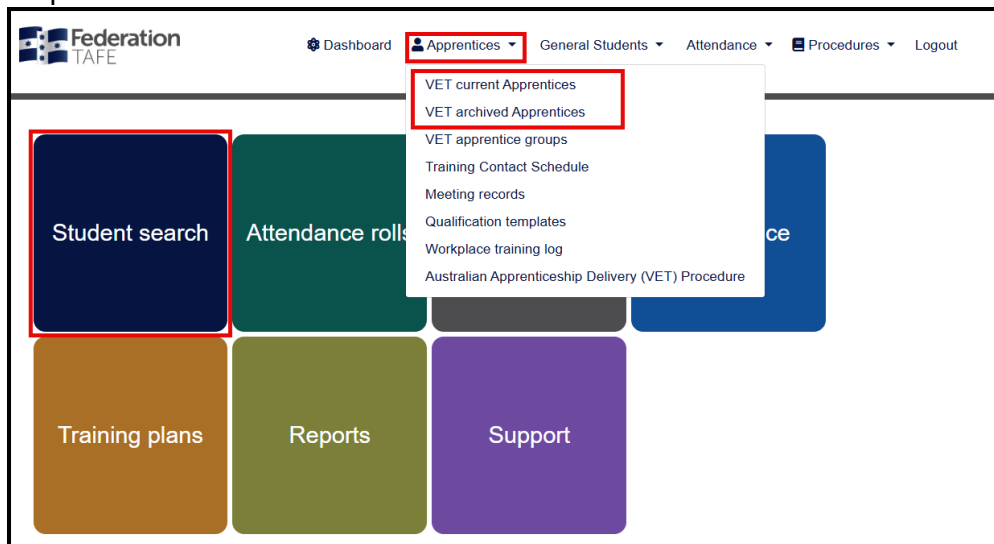 Federation
TAFE
Dashboard Apprentices General Students Attendance Procedures Logout
VET current Apprentices
VET archived Apprentices
VET apprentice groups
Training Contact Schedule
Meeting records
Qualification templates
Workplace training log
Australian Apprenticeship Delivery (VET) Procedure
Student search
Attendance rolls
ce
Training plans
Reports
Support